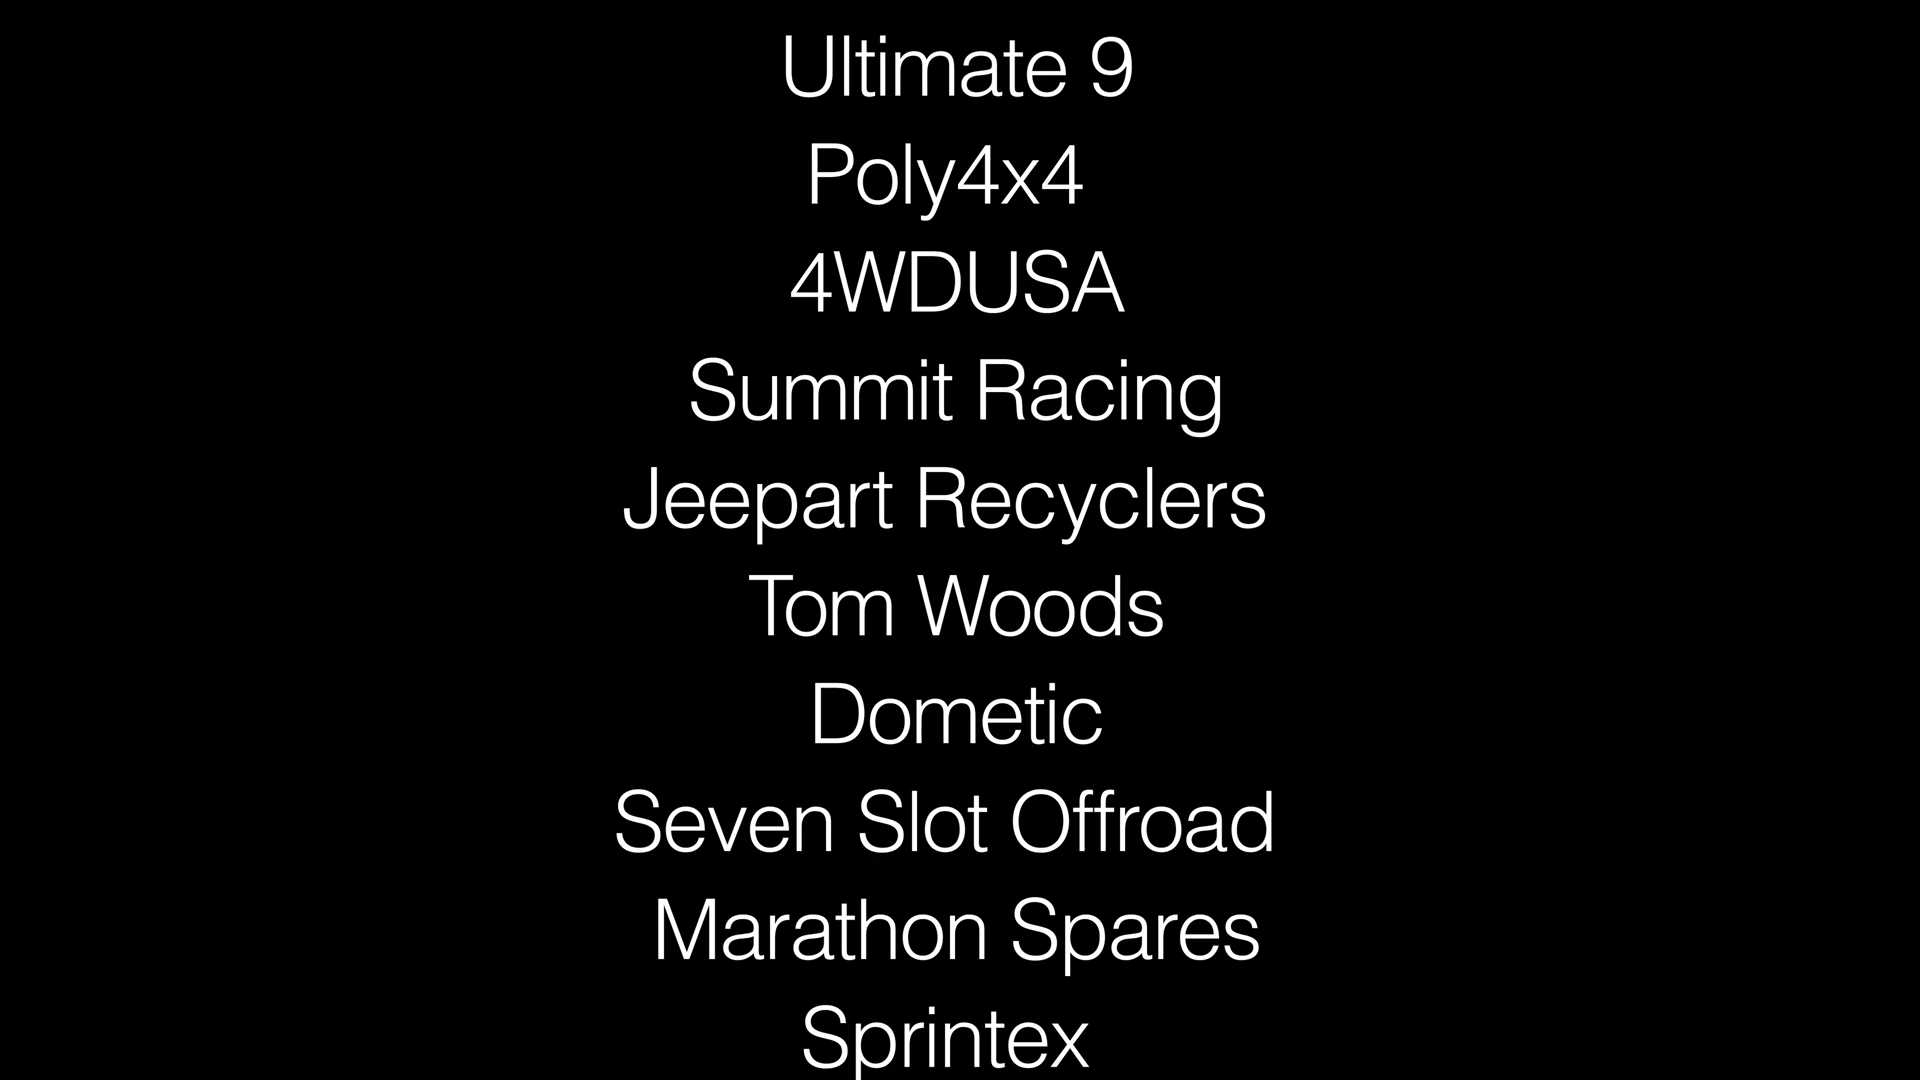 Ultimate 9
Poly4x4
4WDUSA
Summit Racing
Jeepart Recyclers
Tom Woods
Dometic
Seven Slot Offroad
Marathon Spares
Sprintex